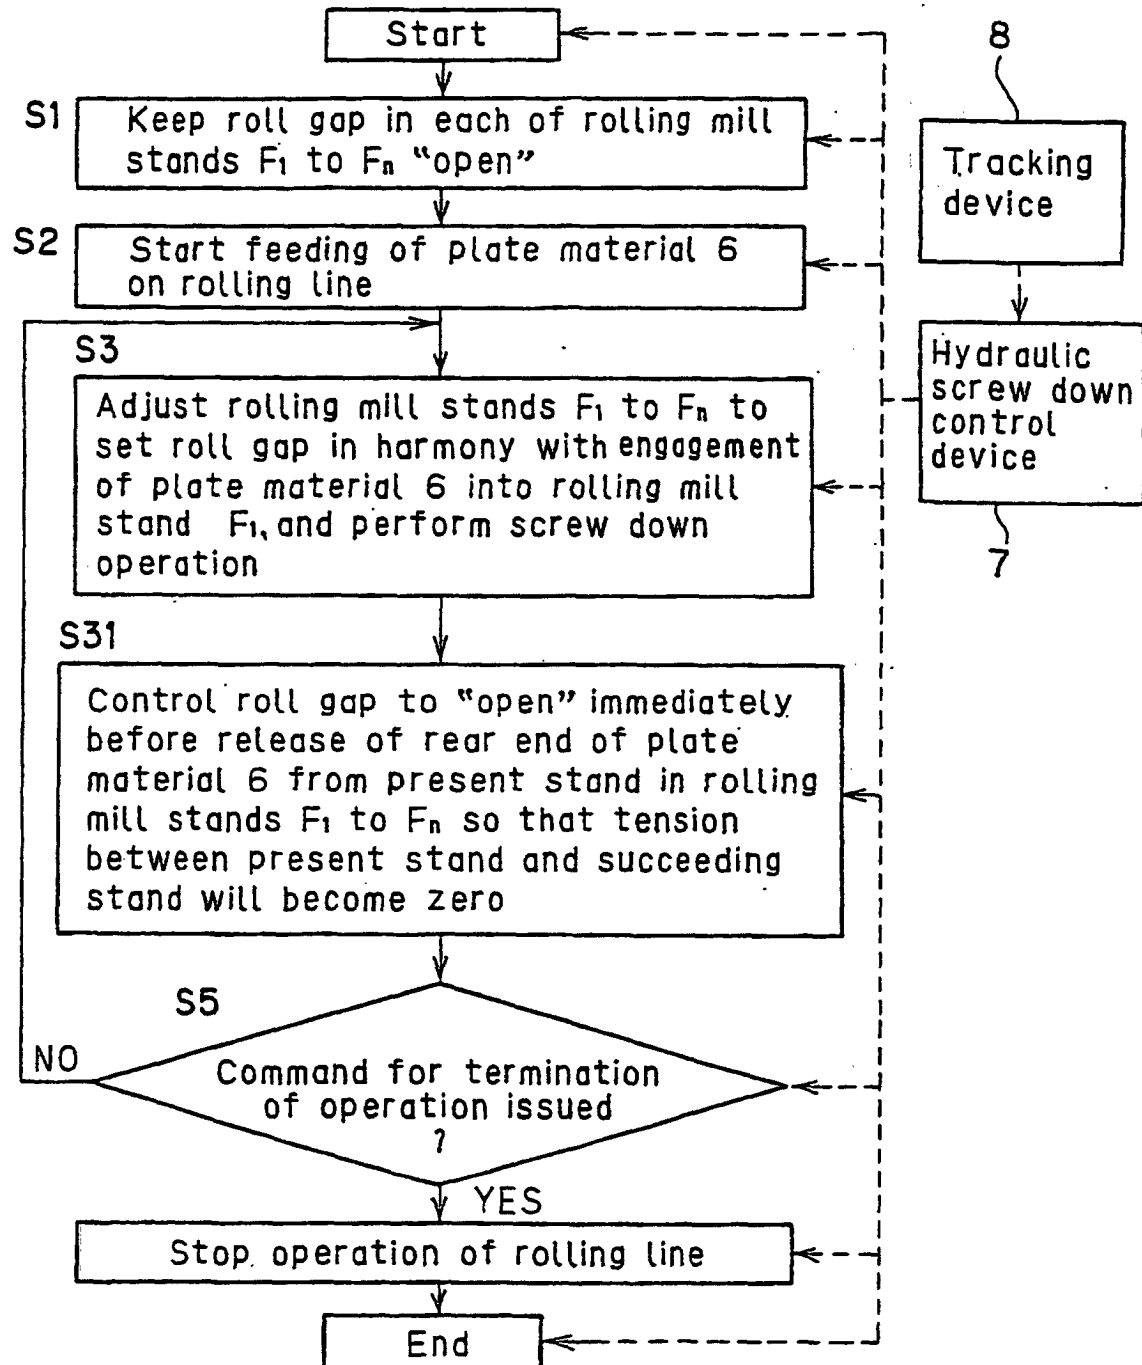 Start
S1
Keep roll gap in each of rolling mill
stands F1 to Fn “open”
S2
Start feeding of plate material 6
on rolling line
S3
Adjust rolling mill stands F1 to Fn to
set roll gap in harmony with engagement
of plate material 6 into rolling mill
stand F1, and perform screw down
operation
S31
Control roll gap to “open” immediately
before release of rear end of plate
material 6 from present stand in rolling
mill stands F1 to Fn so that tension
between present stand and succeeding
stand will become zero
S5
NO
Command for termination
of operation issued
?
YES
Stop operation of rolling line
End
8
Tracking
device
Hydraulic
screw down
control
device
7